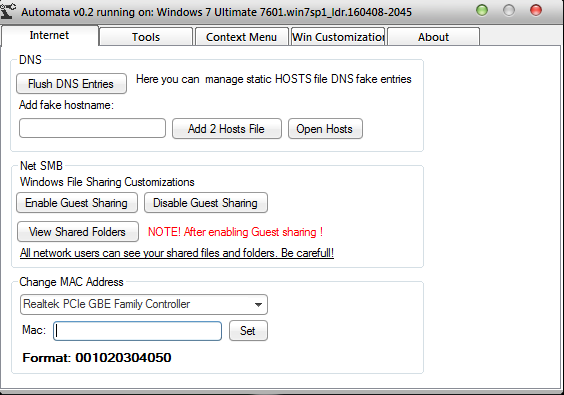 Automata v0.2 running on: Windows 7 Ultimate 7601.win7sp1_ldr.160408-2045
Internet Tools Context Menu Win Customization About
DNS
Flush DNS Entries Here you can manage static HOSTS file DNS fake entries
Add fake hostname:
Add 2 Hosts File Open Hosts
Net SMB
Windows File Sharing Customizations
Enable Guest Sharing Disable Guest Sharing
View Shared Folders NOTE! After enabling Guest sharing !
All network users can see your shared files and folders. Be carefull!
Change MAC Address
Realtek PCIe GBE Family Controller
Mac: Set
Format: 001020304050